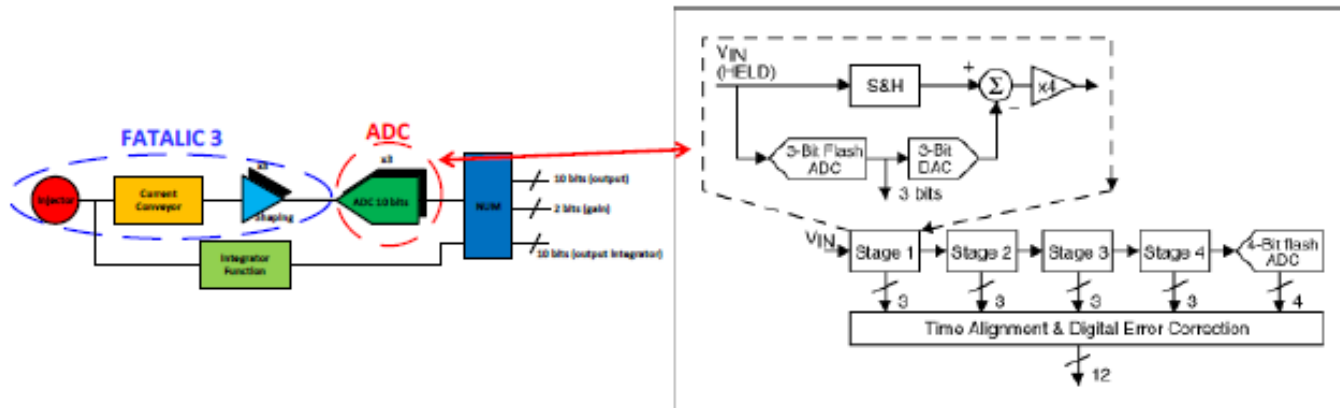 FATALIC 3
ADC
x3
x3
Injector
Current
Conveyor
Shaping
ADC 10 bits
NUM
10 bits (output)
2 bits (gain)
10 bits (output Integrator)
Integrator
Function
VIN
(HELD)
S&H
+
Σ
−
x4
3-Bit Flash
ADC
3-Bit
DAC
3 bits
VIN
Stage 1
Stage 2
Stage 3
Stage 4
4-Bit flash
ADC
3
3
3
3
4
Time Alignment & Digital Error Correction
12